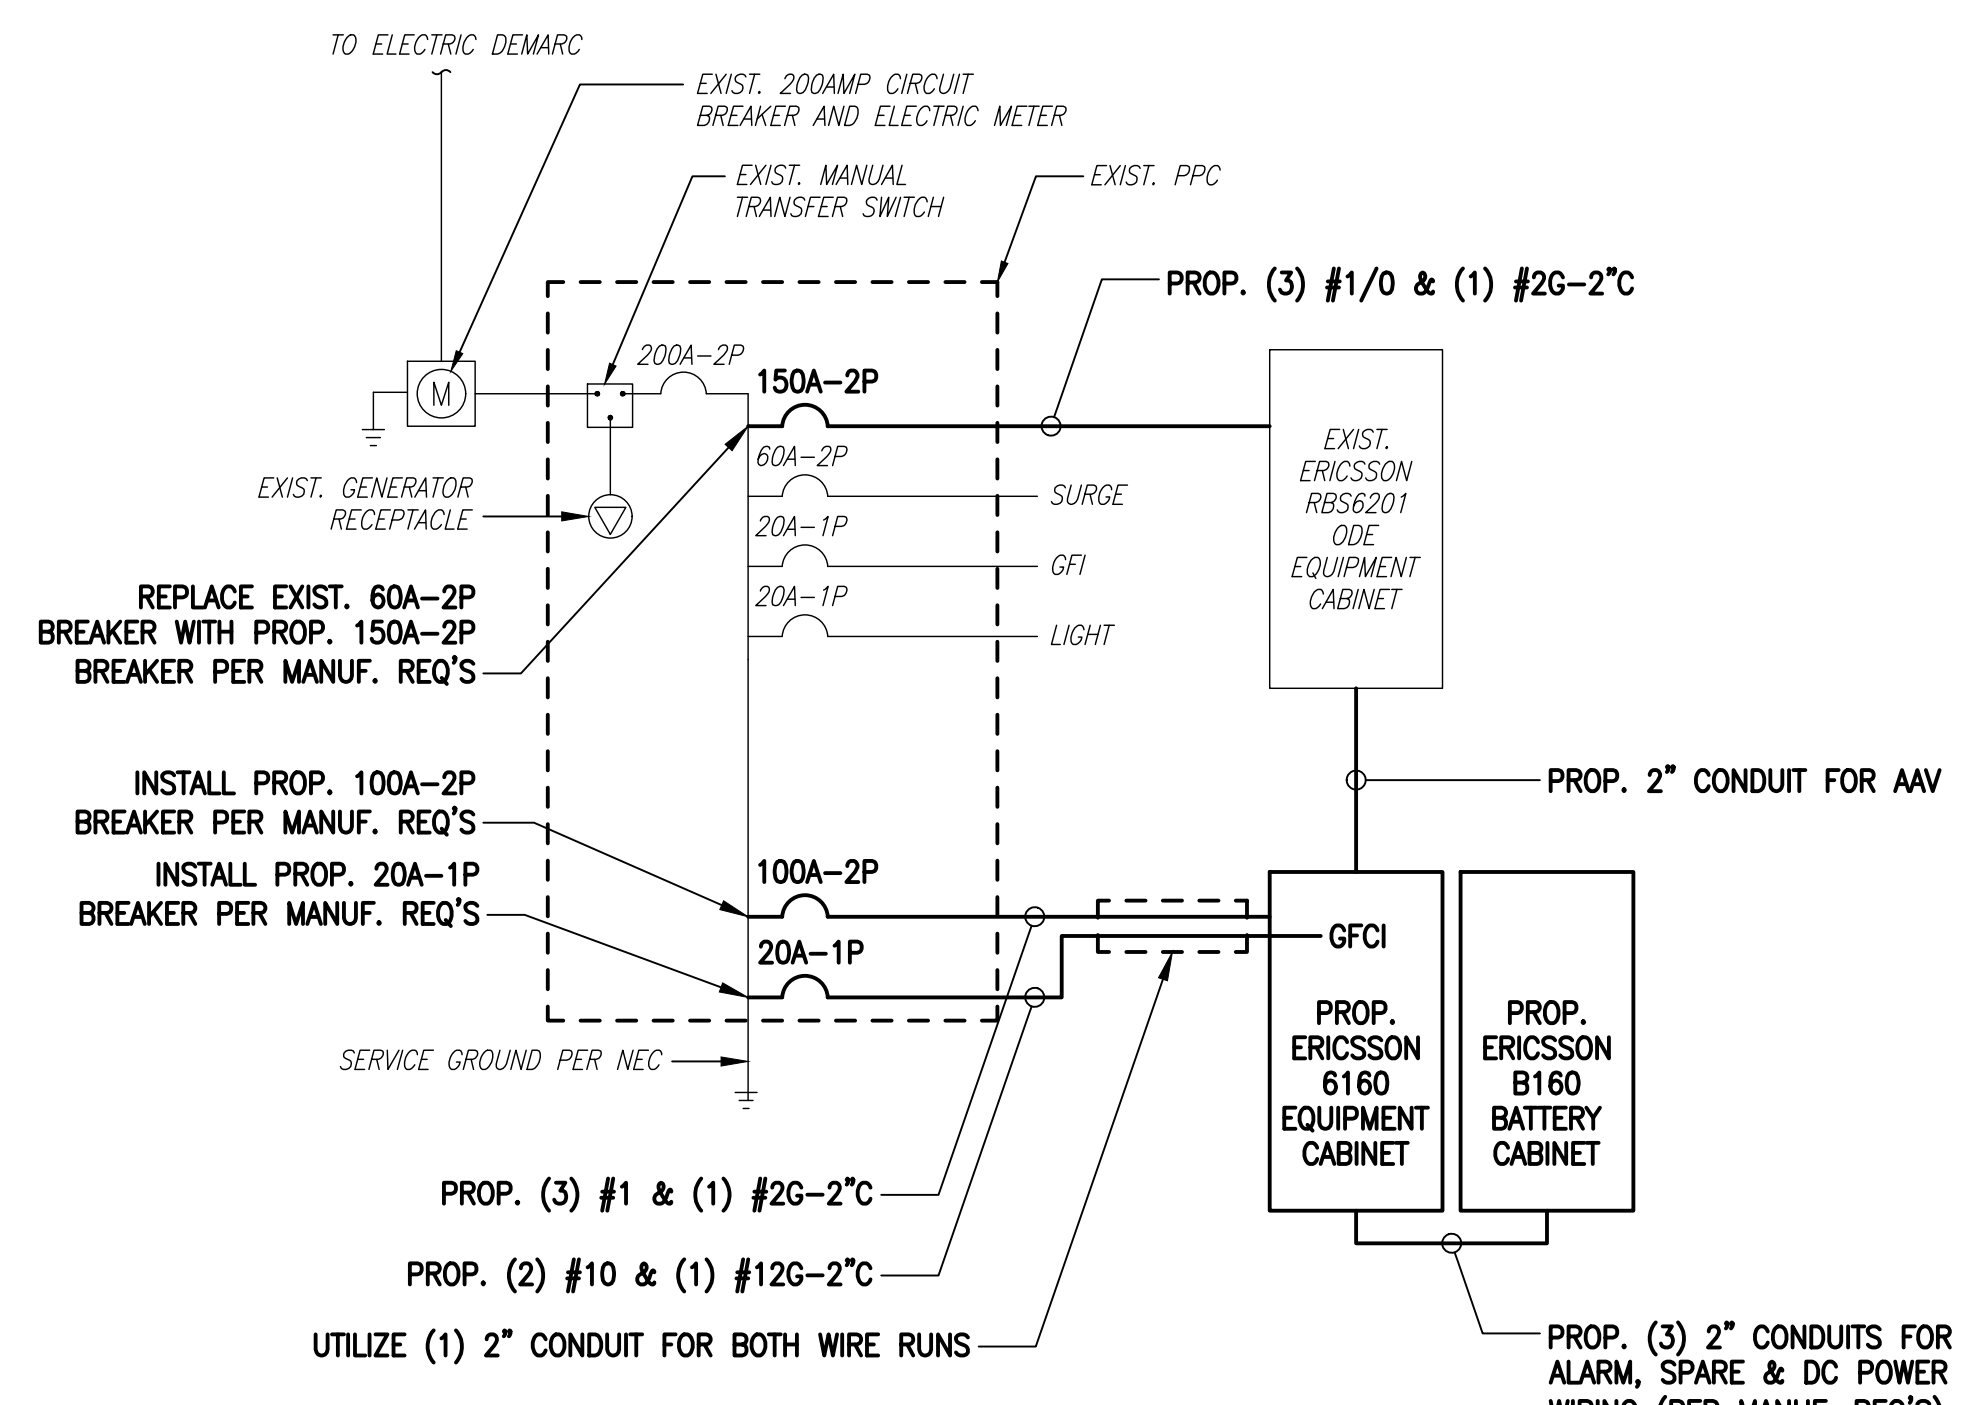 TO ELECTRIC DEMARC
EXIST. 200AMP CIRCUIT
BREAKER AND ELECTRIC METER
EXIST. MANUAL
TRANSFER SWITCH
EXIST. PPC
PROP. (3) #1/0 & (1) #2G-2"C
200A-2P
150A-2P
M
60A-2P
SURGE
20A-1P
GFI
20A-1P
LIGHT
EXIST. GENERATOR
RECEPTACLE
EXIST.
ERICSSON
RBS6201
ODE
EQUIPMENT
CABINET
REPLACE EXIST. 60A-2P
BREAKER WITH PROP. 150A-2P
BREAKER PER MANUF. REQ'S
INSTALL PROP. 100A-2P
BREAKER PER MANUF. REQ'S
INSTALL PROP. 20A-1P
BREAKER PER MANUF. REQ'S
PROP. 2" CONDUIT FOR AAV
100A-2P
20A-1P
GFCI
PROP.
ERICSSON
6160
EQUIPMENT
CABINET
PROP.
ERICSSON
B160
BATTERY
CABINET
SERVICE GROUND PER NEC
PROP. (3) #1 & (1) #2G-2"C
PROP. (2) #10 & (1) #12G-2"C
UTILIZE (1) 2" CONDUIT FOR BOTH WIRE RUNS
PROP. (3) 2" CONDUITS FOR
ALARM, SPARE & DC POWER
WIRING (PER MANUF. REQ'S)